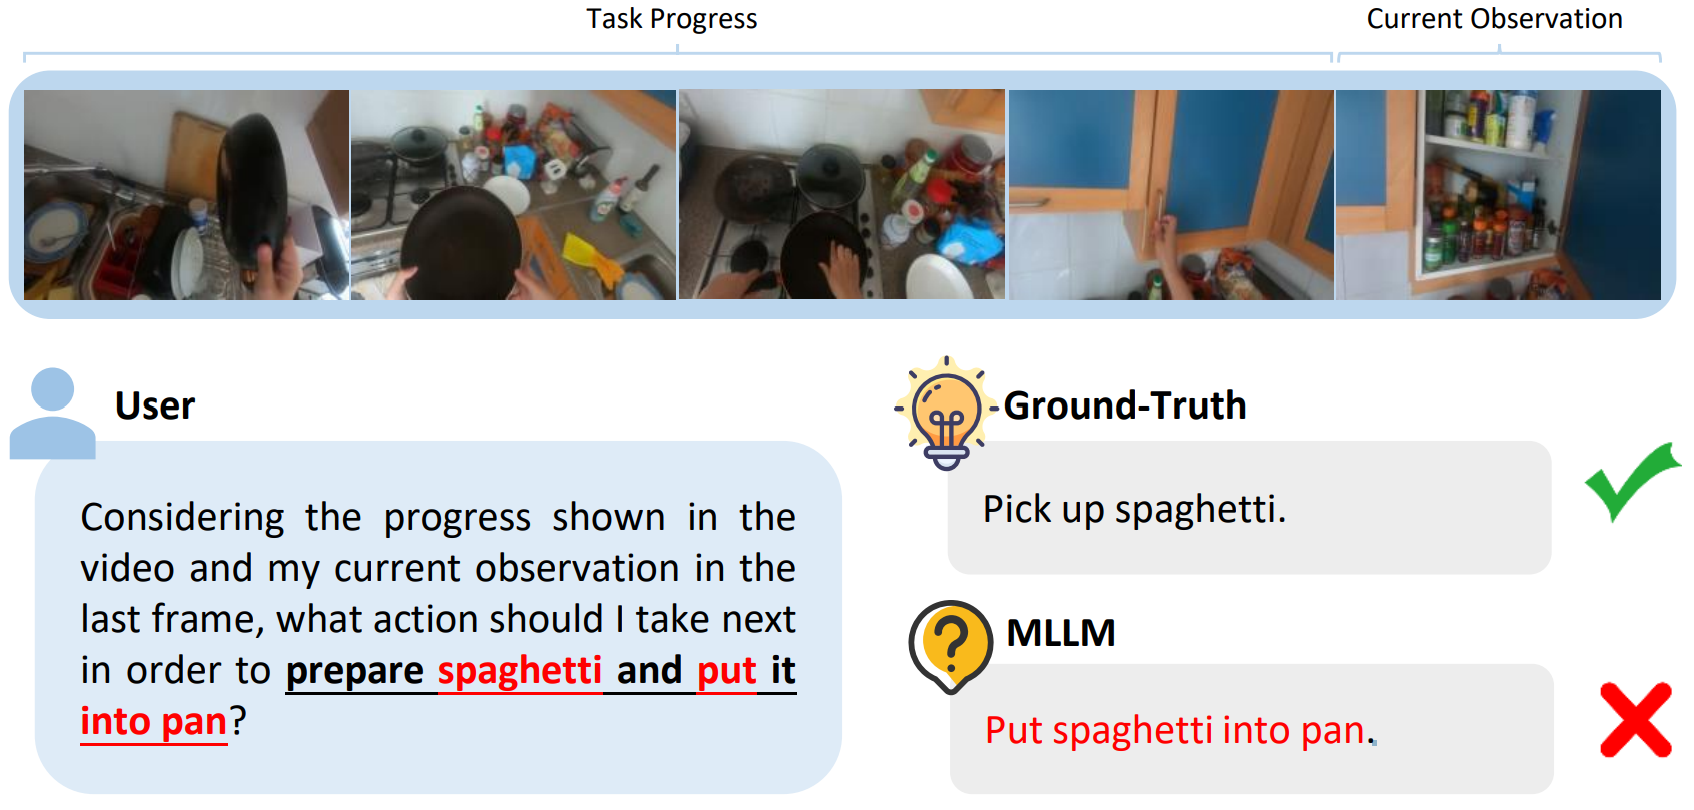 Task Progress
Current Observation
User
Considering the progress shown in the
video and my current observation in the
last frame, what action should I take next
in order to prepare spaghetti and put it
into pan?
Ground-Truth
Pick up spaghetti.
MLLM
Put spaghetti into pan.